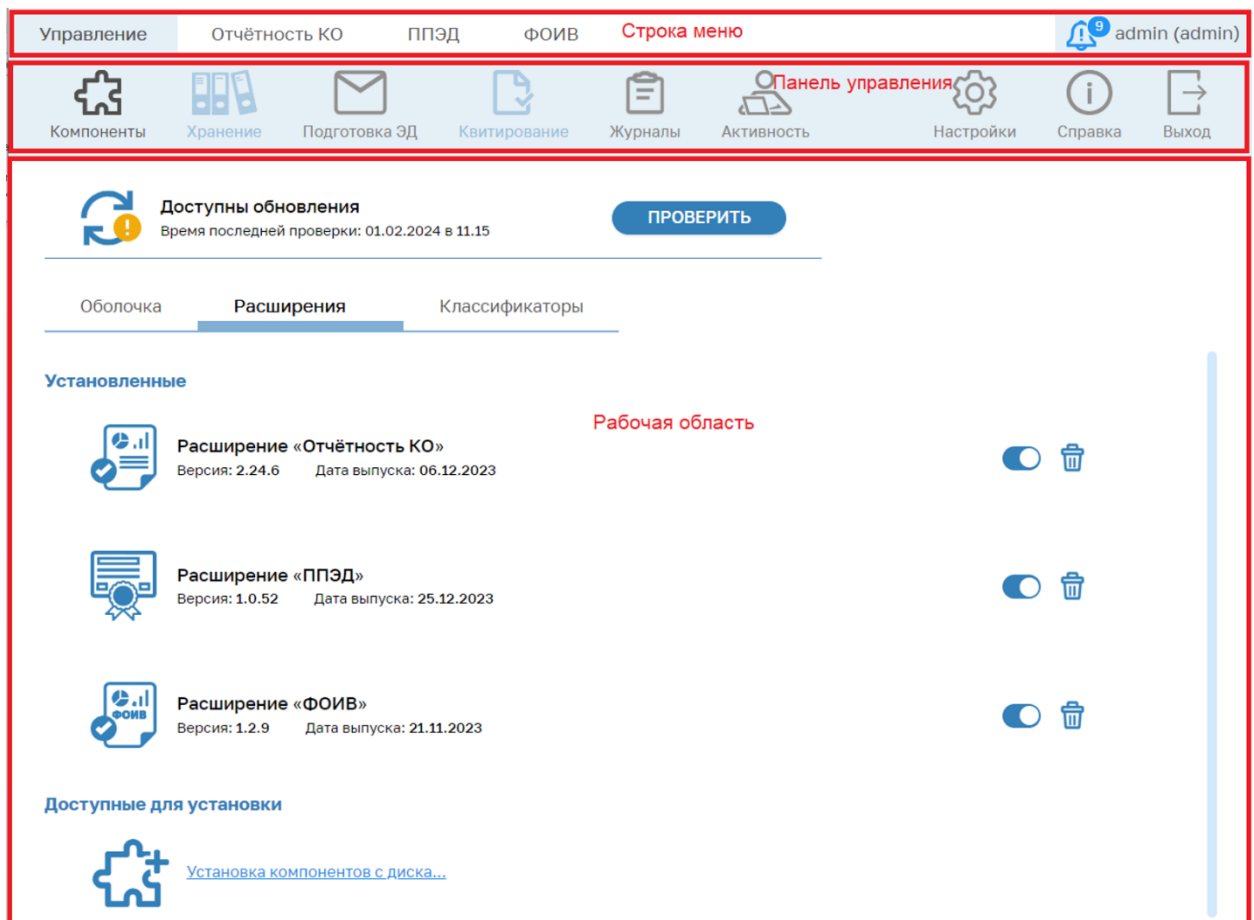 Управление Отчётность КО ППЭД ФОИВ Строка меню 9 admin (admin)
Панель управления
Компоненты Хранение Подготовка ЭД Квитирование Журналы Активность Настройки Справка Выход
Доступны обновления
Время последней проверки: 01.02.2024 в 11.15
ПРОВЕРИТЬ
Оболочка Расширения Классификаторы
Установленные
Рабочая область
Расширение «Отчётность КО»
Версия: 2.24.6 Дата выпуска: 06.12.2023
Расширение «ППЭД»
Версия: 1.0.52 Дата выпуска: 25.12.2023
ФОИВ
Расширение «ФОИВ»
Версия: 1.2.9 Дата выпуска: 21.11.2023
Доступные для установки
Установка компонентов с диска...